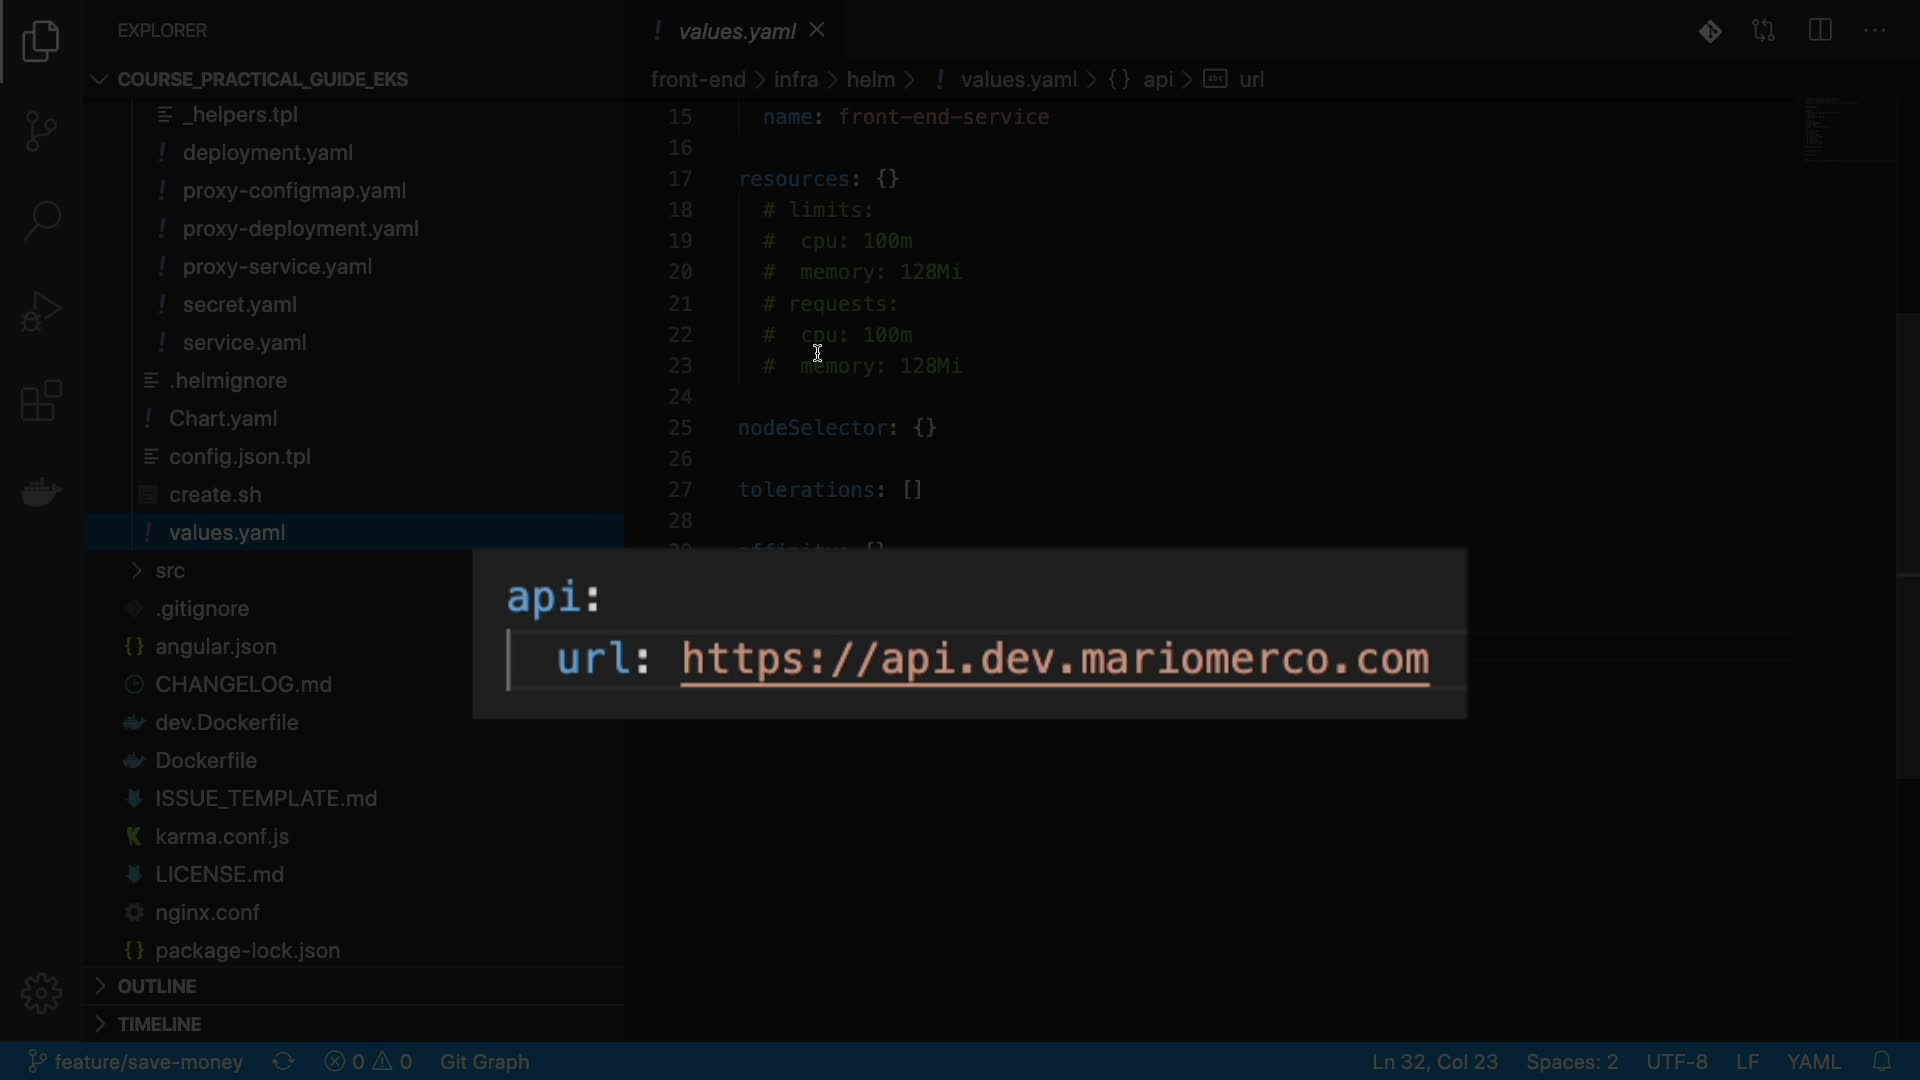 EXPLORER
values.yaml
COURSE_PRACTICAL_GUIDE_EKS
front-end > infra > helm > ! values.yaml > {} api > abc url
_helpers.tpl
! deployment.yaml
! proxy-configmap.yaml
! proxy-deployment.yaml
! proxy-service.yaml
! secret.yaml
! service.yaml
.helmignore
! Chart.yaml
config.json.tpl
create.sh
! values.yaml
src
.gitignore
{} angular.json
CHANGELOG.md
dev.Dockerfile
Dockerfile
ISSUE_TEMPLATE.md
karma.conf.js
LICENSE.md
nginx.conf
{} package-lock.json
OUTLINE
TIMELINE
15 name: front-end-service
16
17 resources: {}
18 # limits:
19 # cpu: 100m
20 # memory: 128Mi
21 # requests:
22 # cpu: 100m
23 # memory: 128Mi
24
25 nodeSelector: {}
26
27 tolerations: []
28
api:
url: https://api.dev.mariomerco.com
feature/save-money 0 0 Git Graph Ln 32, Col 23 Spaces: 2 UTF-8 LF YAML